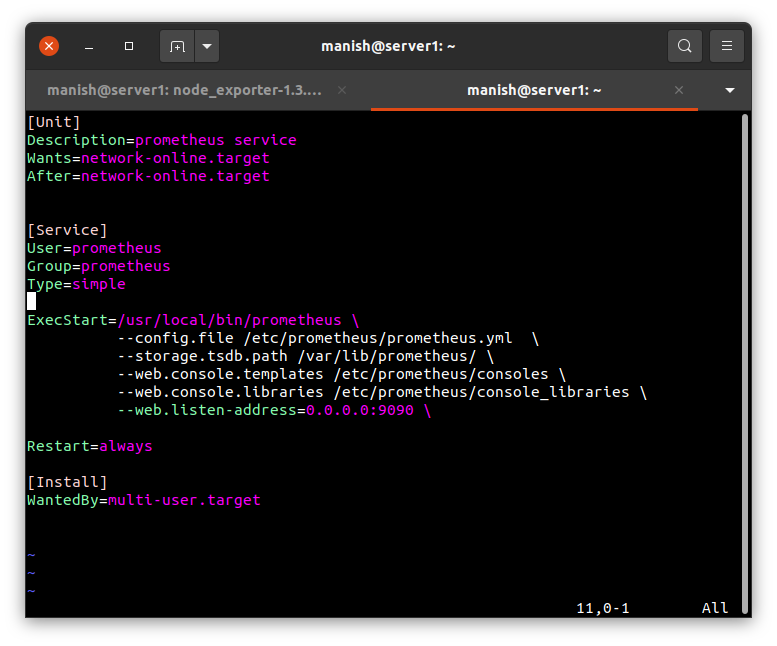 manish@server1: ~
manish@server1: node_exporter-1.3....
manish@server1: ~
[Unit]
Description=prometheus service
Wants=network-online.target
After=network-online.target
[Service]
User=prometheus
Group=prometheus
Type=simple
ExecStart=/usr/local/bin/prometheus \
--config.file /etc/prometheus/prometheus.yml  \
--storage.tsdb.path /var/lib/prometheus/ \
--web.console.templates /etc/prometheus/consoles \
--web.console.libraries /etc/prometheus/console_libraries \
--web.listen-address=0.0.0.0:9090 \
Restart=always
[Install]
WantedBy=multi-user.target
~
~
~
11,0-1 All